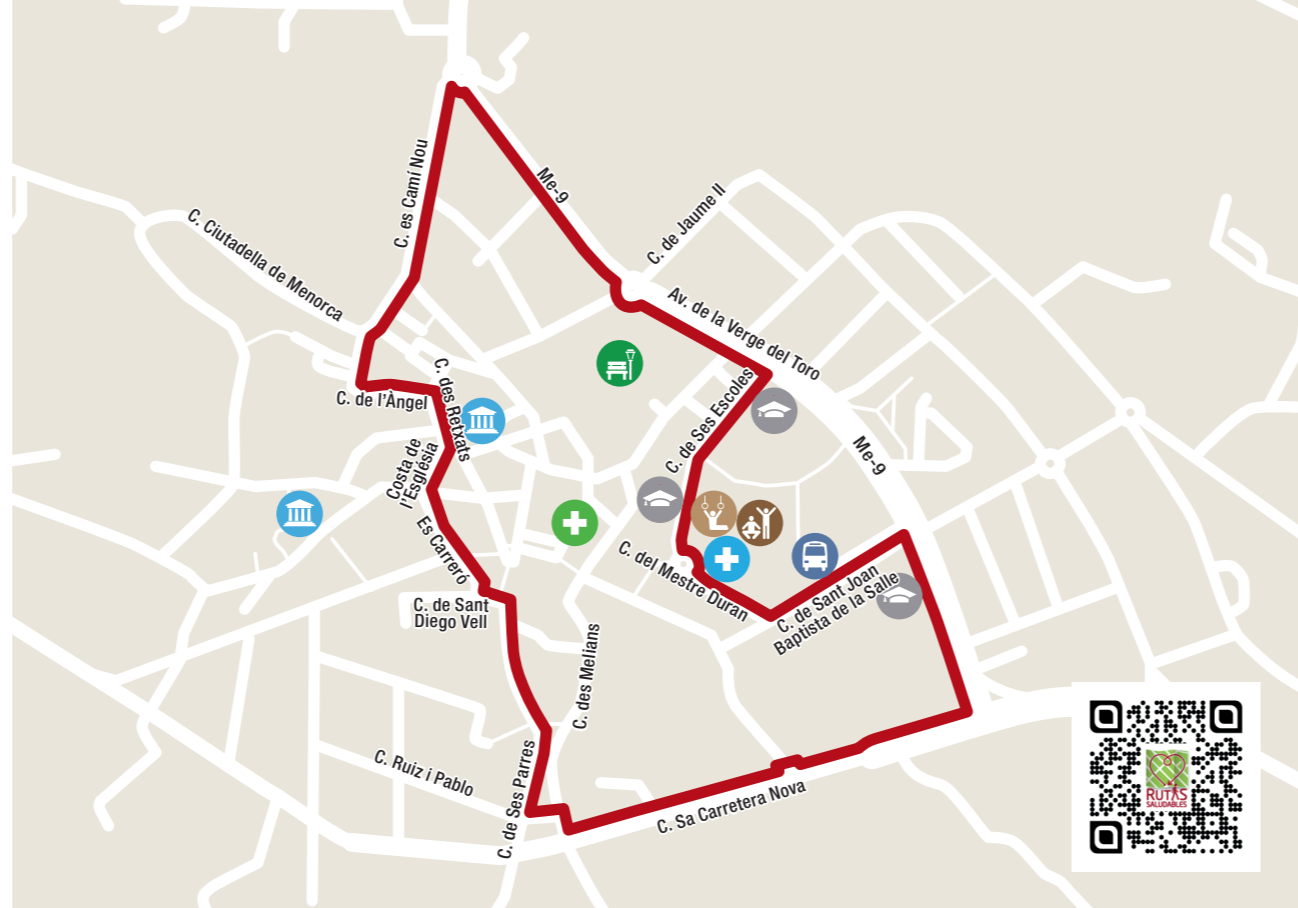 C. es Camí Nou
Me-9
C. de Jaume II
C. Ciutadella de Menorca
Av. de la Verge del Toro
C. de l'Àngel
C. des Retxats
C. de Ses Escoles
Costa de
l'Església
Me-9
Es Carreró
C. del Mestre Duran
C. de Sant Joan
Baptista de la Salle
C. de Sant
Diego Vell
C. des Melians
C. Ruiz i Pablo
C. de Ses Parres
C. Sa Carretera Nova
RUTAS
SALUDABLES